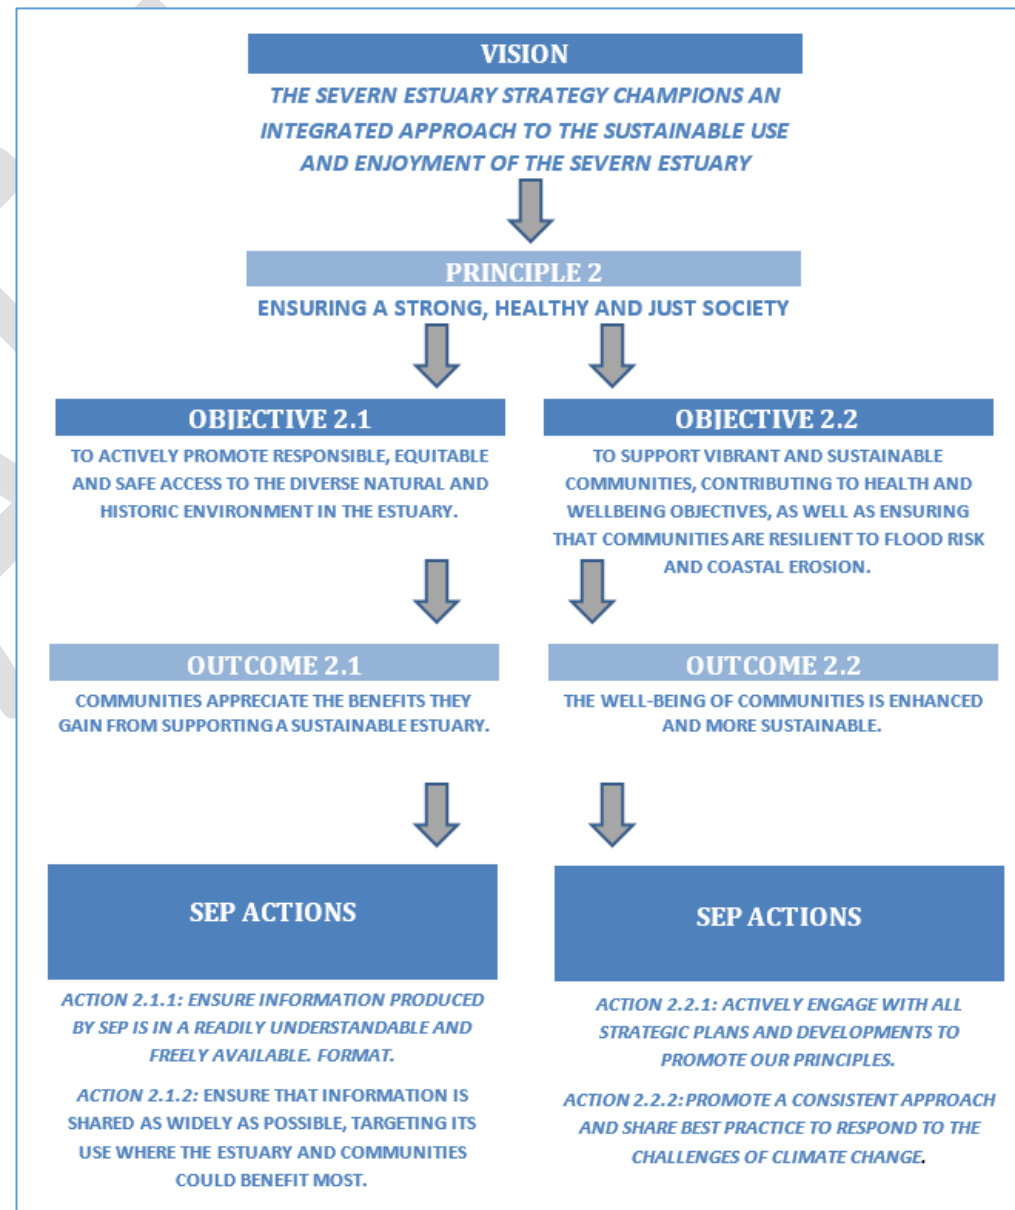 VISION
THE SEVERN ESTUARY STRATEGY CHAMPIONS AN
INTEGRATED APPROACH TO THE SUSTAINABLE USE
AND ENJOYMENT OF THE SEVERN ESTUARY
PRINCIPLE 2
ENSURING A STRONG, HEALTHY AND JUST SOCIETY
OBJECTIVE 2.1
TO ACTIVELY PROMOTE RESPONSIBLE, EQUITABLE
AND SAFE ACCESS TO THE DIVERSE NATURAL AND
HISTORIC ENVIRONMENT IN THE ESTUARY.
OBJECTIVE 2.2
TO SUPPORT VIBRANT AND SUSTAINABLE
COMMUNITIES, CONTRIBUTING TO HEALTH AND
WELLBEING OBJECTIVES, AS WELL AS ENSURING
THAT COMMUNITIES ARE RESILIENT TO FLOOD RISK
AND COASTAL EROSION.
OUTCOME 2.1
COMMUNITIES APPRECIATE THE BENEFITS THEY
GAIN FROM SUPPORTING A SUSTAINABLE ESTUARY.
OUTCOME 2.2
THE WELL-BEING OF COMMUNITIES IS ENHANCED
AND MORE SUSTAINABLE.
SEP ACTIONS
ACTION 2.1.1: ENSURE INFORMATION PRODUCED
BY SEP IS IN A READILY UNDERSTANDABLE AND
FREELY AVAILABLE. FORMAT.
ACTION 2.1.2: ENSURE THAT INFORMATION IS
SHARED AS WIDELY AS POSSIBLE, TARGETING ITS
USE WHERE THE ESTUARY AND COMMUNITIES
COULD BENEFIT MOST.
SEP ACTIONS
ACTION 2.2.1: ACTIVELY ENGAGE WITH ALL
STRATEGIC PLANS AND DEVELOPMENTS TO
PROMOTE OUR PRINCIPLES.
ACTION 2.2.2: PROMOTE A CONSISTENT APPROACH
AND SHARE BEST PRACTICE TO RESPOND TO THE
CHALLENGES OF CLIMATE CHANGE.